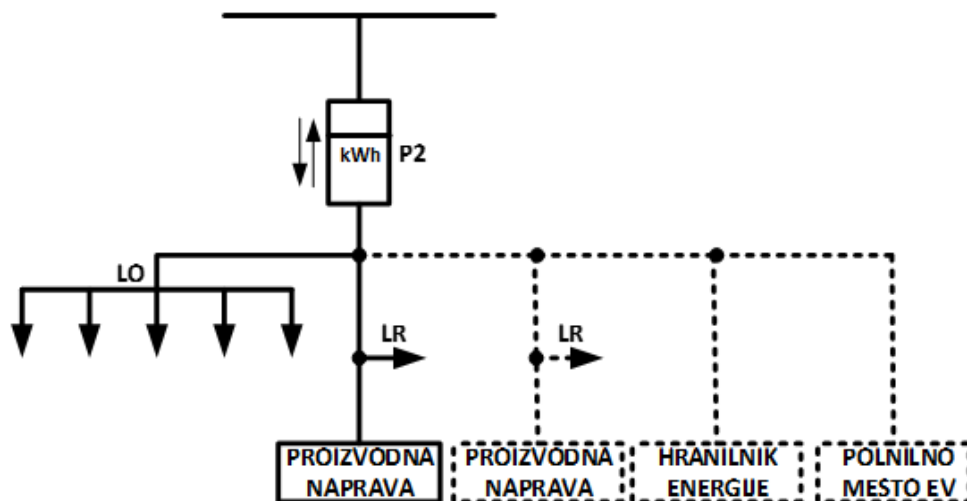 kWh P2
LO
LR
LR
PROIZVODNA
NAPRAVA
PROIZVODNA
NAPRAVA
HRANILNIK
ENERGIJE
POLNILNO
MESTO EV